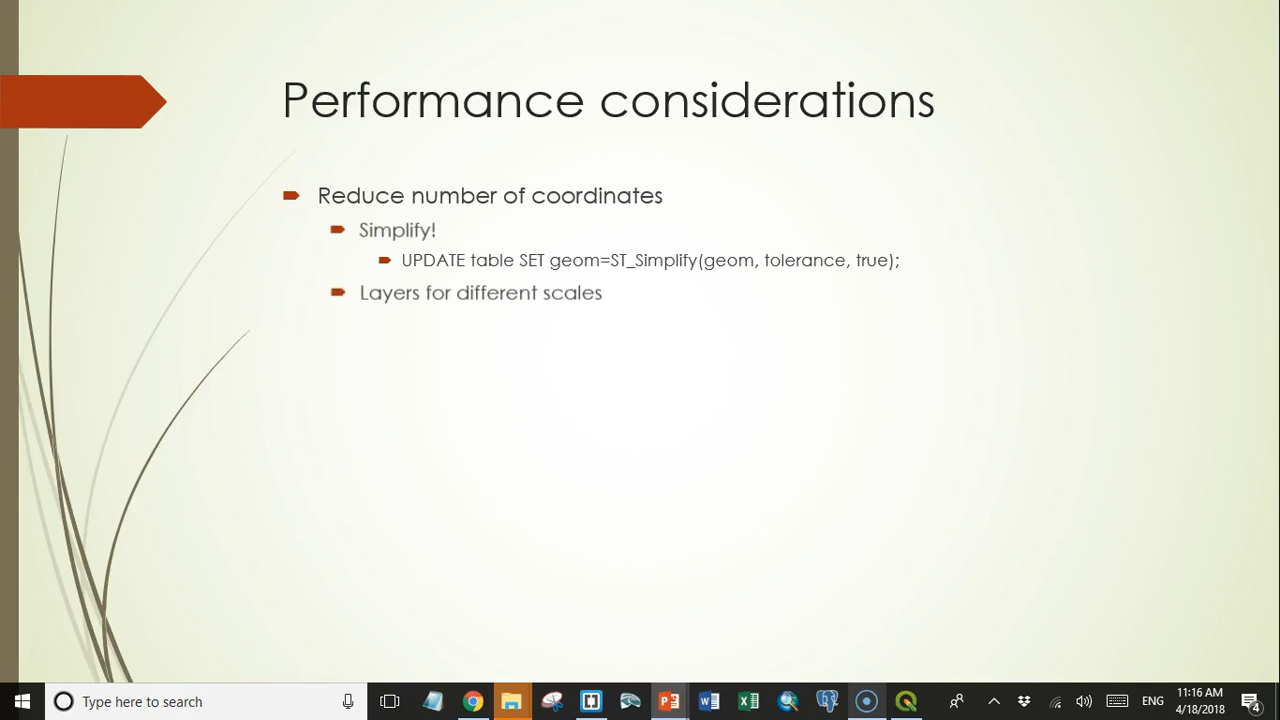 Performance considerations
Reduce number of coordinates
Simplify!
UPDATE table SET geom=ST_Simplify(geom, tolerance, true);
Layers for different scales
Type here to search
ENG
11:16 AM
4/18/2018
4